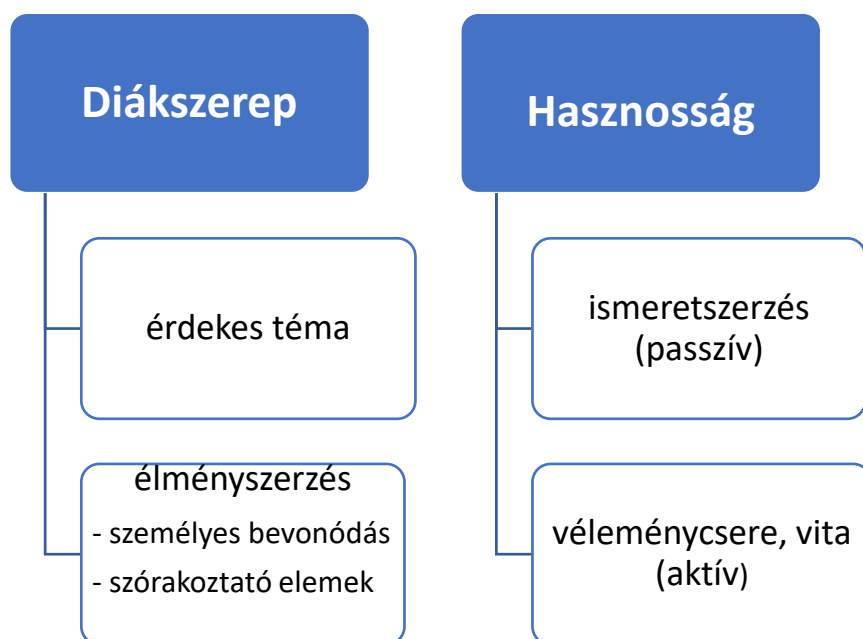 Diákszerep
érdekes téma
élményszerzés
- személyes bevonódás
- szórakoztató elemek
Hasznosság
ismeretszerzés
(passzív)
véleménycsere, vita
(aktív)